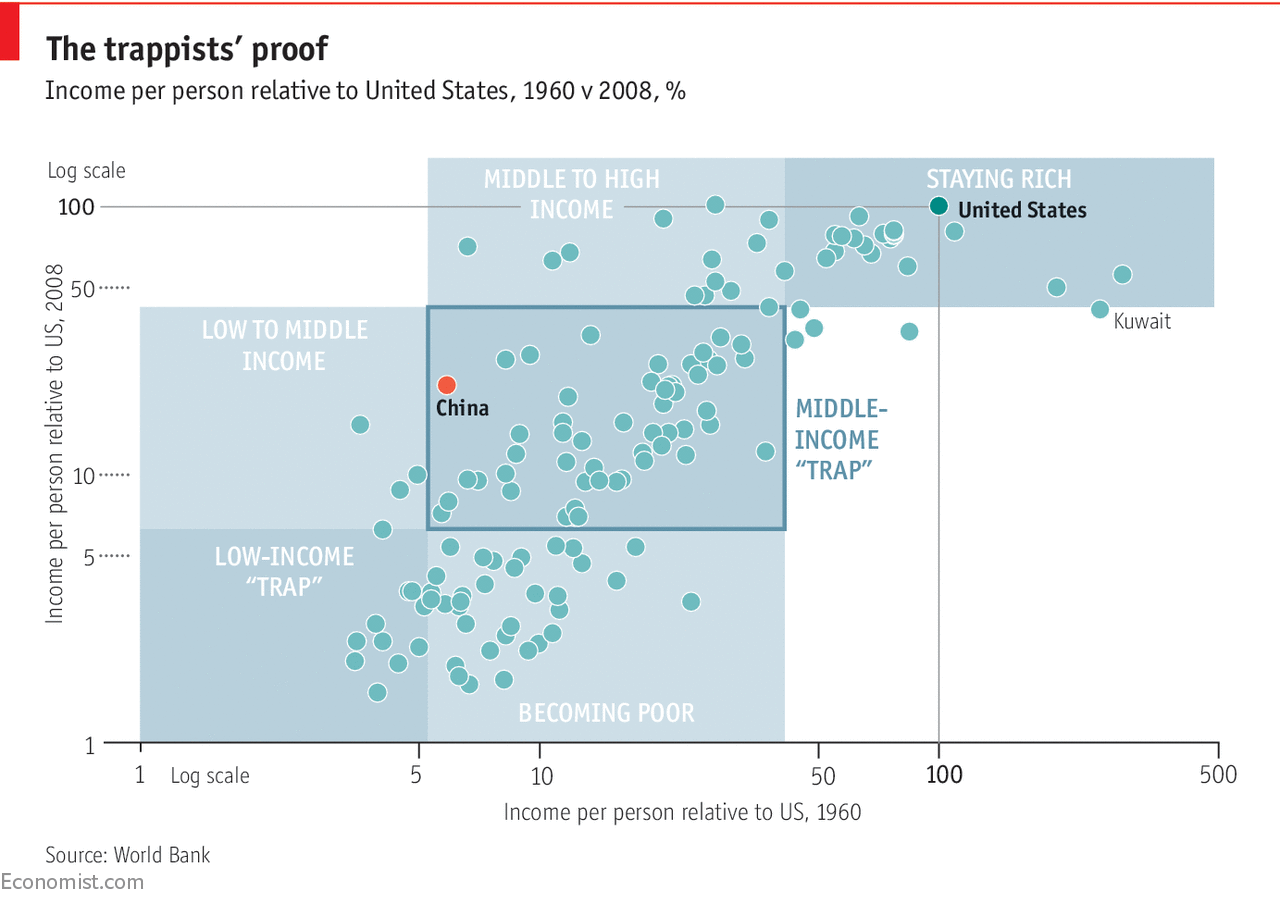 The trappists’ proof
Income per person relative to United States, 1960 v 2008, %
Log scale
MIDDLE TO HIGH
INCOME
STAYING RICH
100
United States
50
Kuwait
LOW TO MIDDLE
INCOME
China
MIDDLE-
INCOME
“TRAP”
10
5
LOW-INCOME
“TRAP”
BECOMING POOR
1
Income per person relative to US, 2008
1
Log scale
5
10
50
100
500
Income per person relative to US, 1960
Source: World Bank
Economist.com